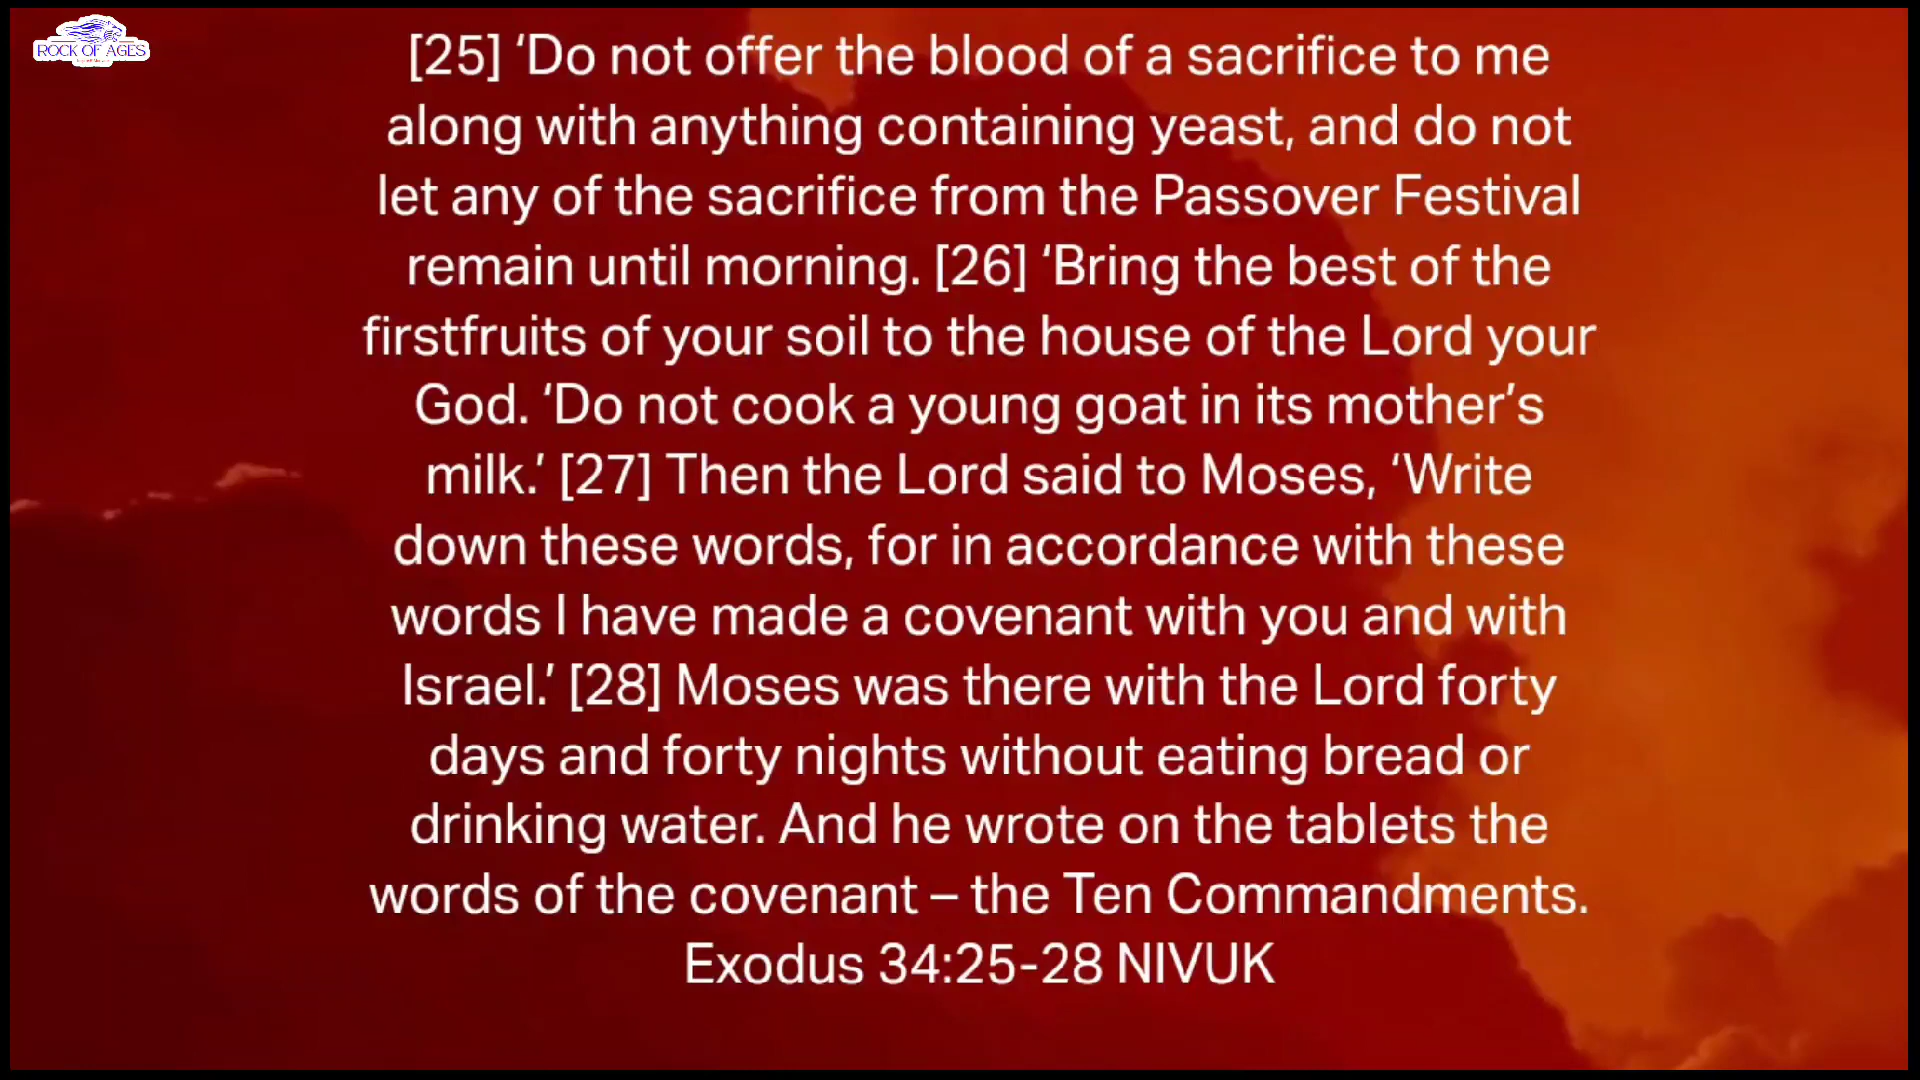 ROCK OF AGES
[25] ‘Do not offer the blood of a sacrifice to me
along with anything containing yeast, and do not
let any of the sacrifice from the Passover Festival
remain until morning. [26] ‘Bring the best of the
firstfruits of your soil to the house of the Lord your
God. ‘Do not cook a young goat in its mother’s
milk.’ [27] Then the Lord said to Moses, ‘Write
down these words, for in accordance with these
words I have made a covenant with you and with
Israel.’ [28] Moses was there with the Lord forty
days and forty nights without eating bread or
drinking water. And he wrote on the tablets the
words of the covenant – the Ten Commandments.
Exodus 34:25-28 NIVUK